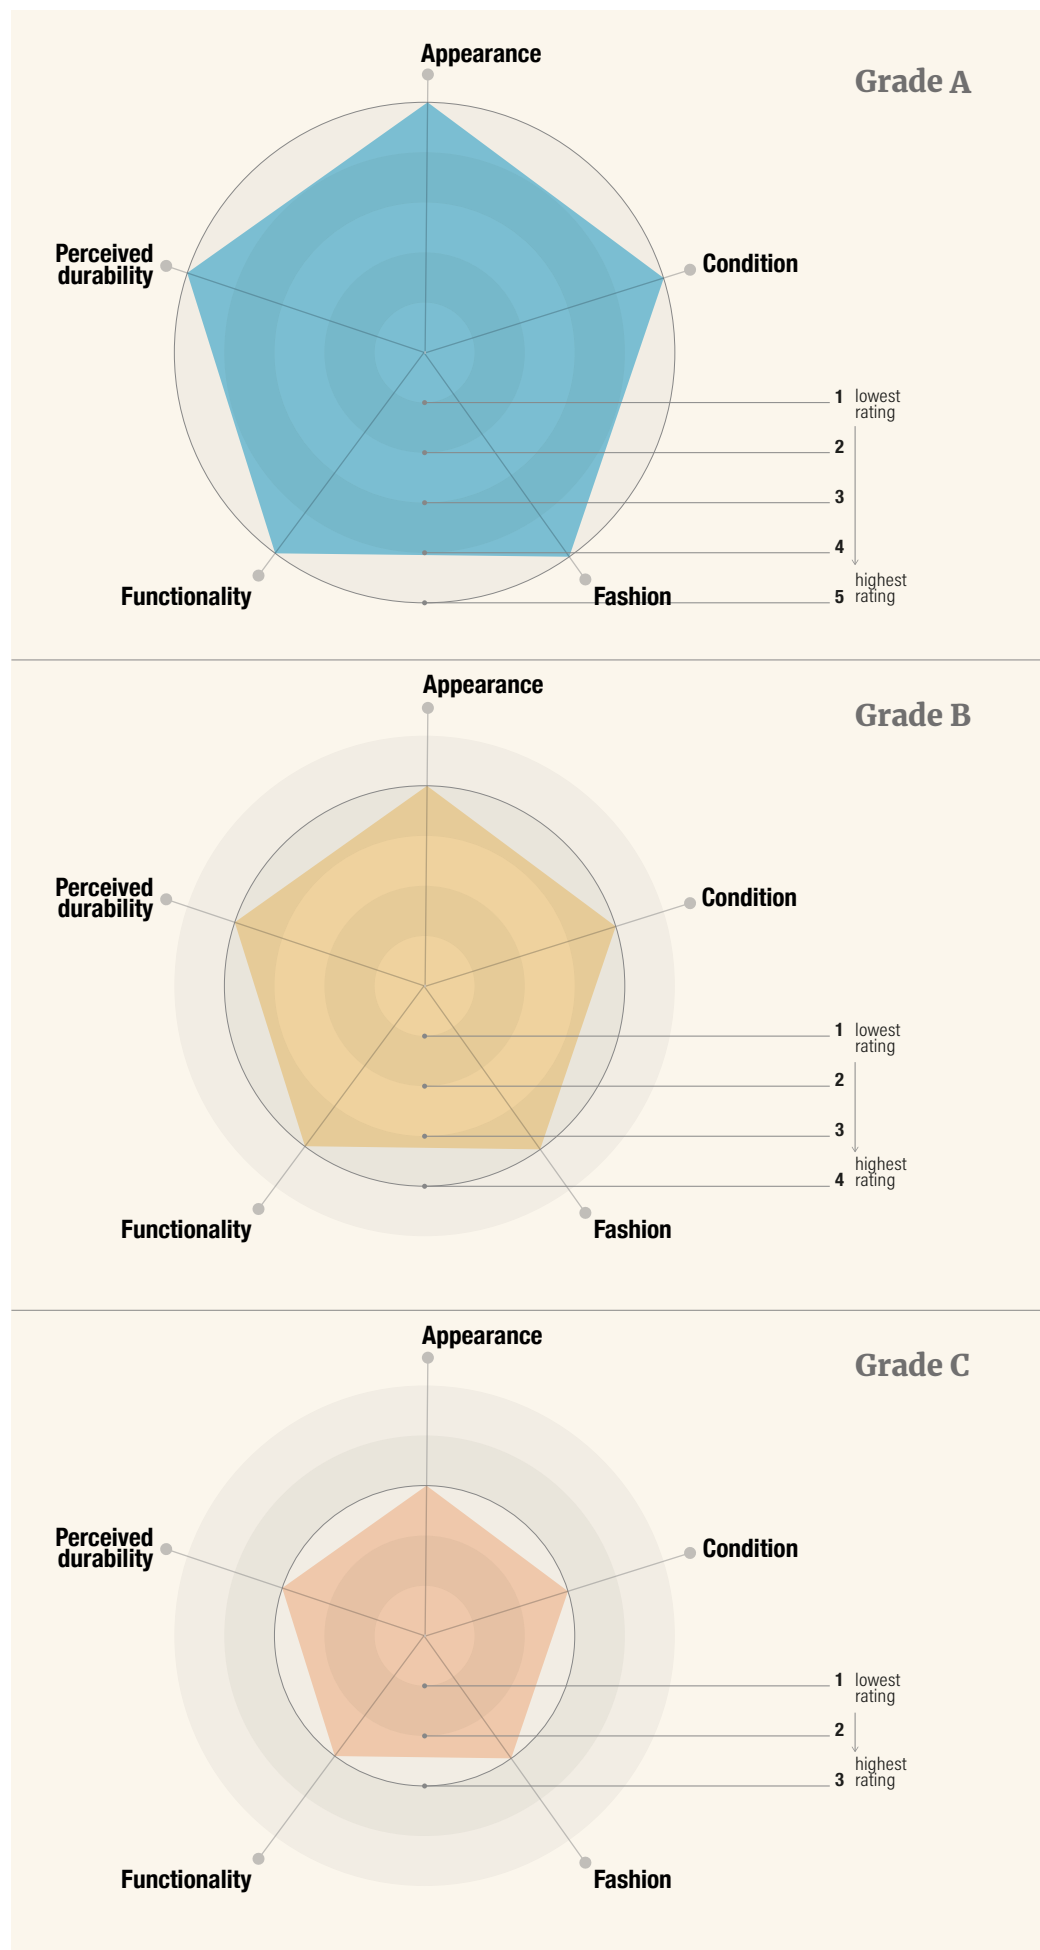 Appearance
Grade A
Perceived
durability
Condition
1 lowest
rating
2
3
4
highest
5 rating
Functionality
Fashion
Appearance
Grade B
Perceived
durability
Condition
1 lowest
rating
2
3
highest
4 rating
Functionality
Fashion
Appearance
Grade C
Perceived
durability
Condition
1 lowest
rating
2
highest
3 rating
Functionality
Fashion